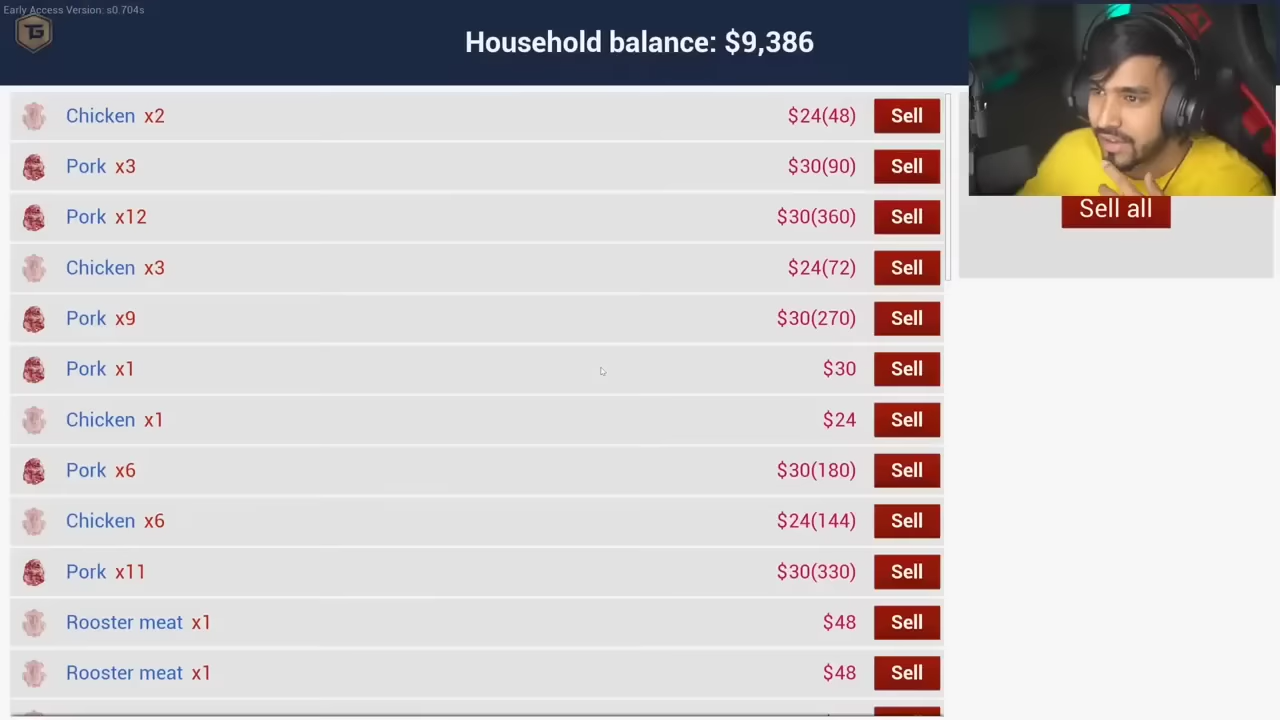 Early Access Version: s0.704s
TG
Household balance: $9,386
Chicken x2 $24(48) Sell
Pork x3 $30(90) Sell
Sell all
Pork x12 $30(360) Sell
Chicken x3 $24(72) Sell
Pork x9 $30(270) Sell
Pork x1 $30 Sell
Chicken x1 $24 Sell
Pork x6 $30(180) Sell
Chicken x6 $24(144) Sell
Pork x11 $30(330) Sell
Rooster meat x1 $48 Sell
Rooster meat x1 $48 Sell